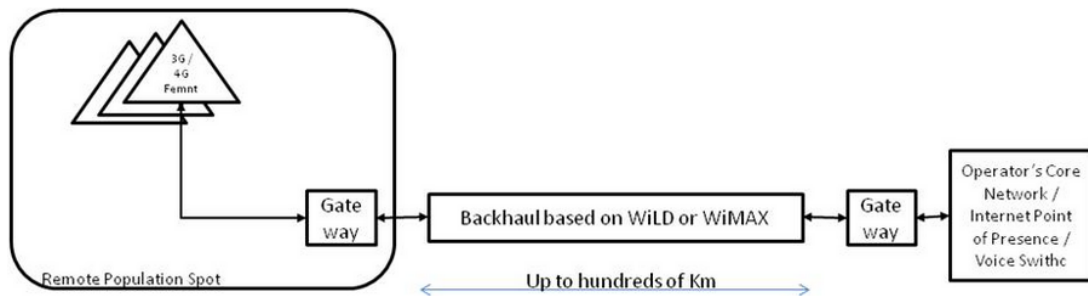 3G /
4G
Femnt
Gate
way
Remote Population Spot
Backhaul based on WiLD or WiMAX
Up to hundreds of Km
Gate
way
Operator's Core
Network /
Internet Point
of Presence /
Voice Swithc